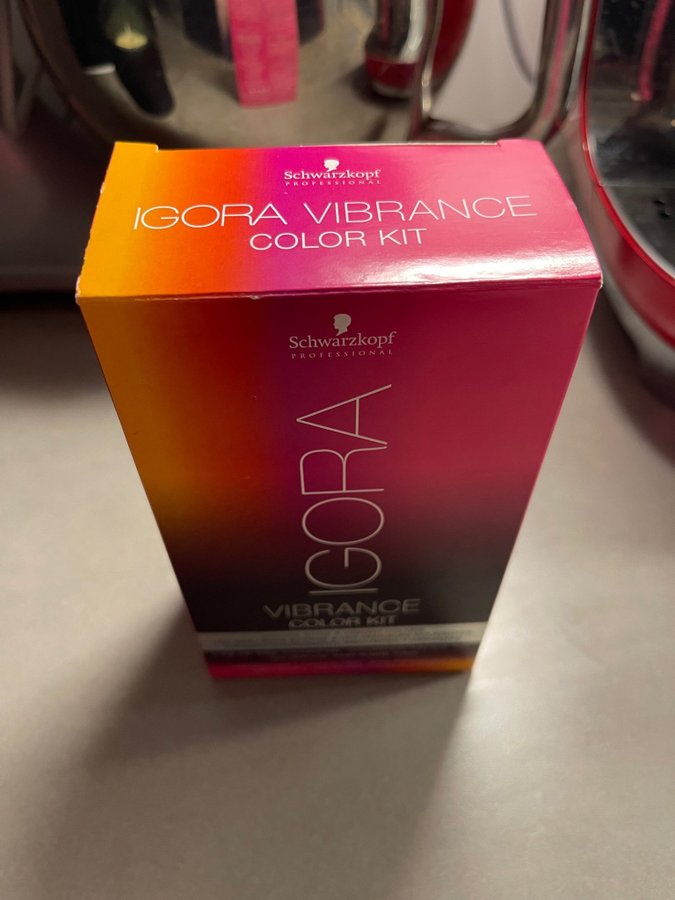 Schwarzkopf
PROFESSIONAL
IGORA VIBRANCE
COLOR KIT
Schwarzkopf
PROFESSIONAL
IGORA
VIBRANCE
COLOR KIT